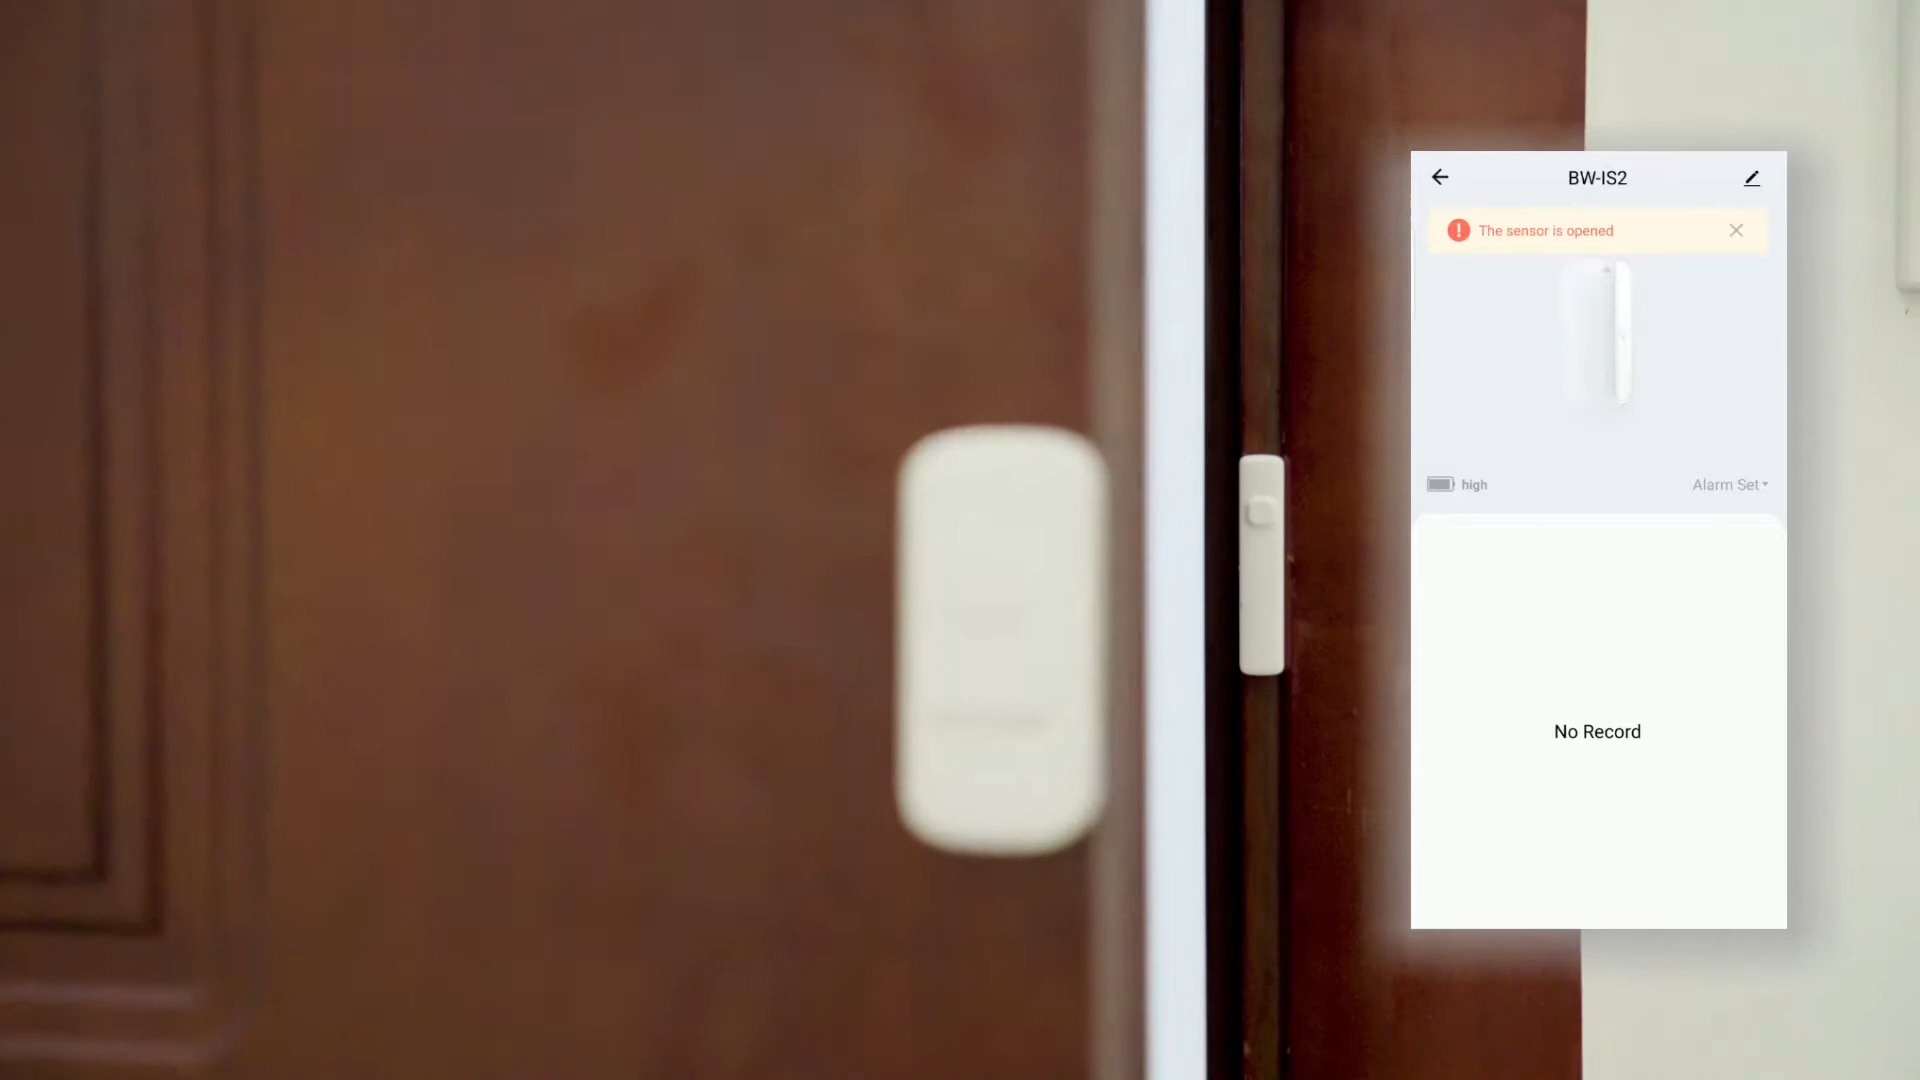 BW-IS2
The sensor is opened
high
Alarm Set
No Record